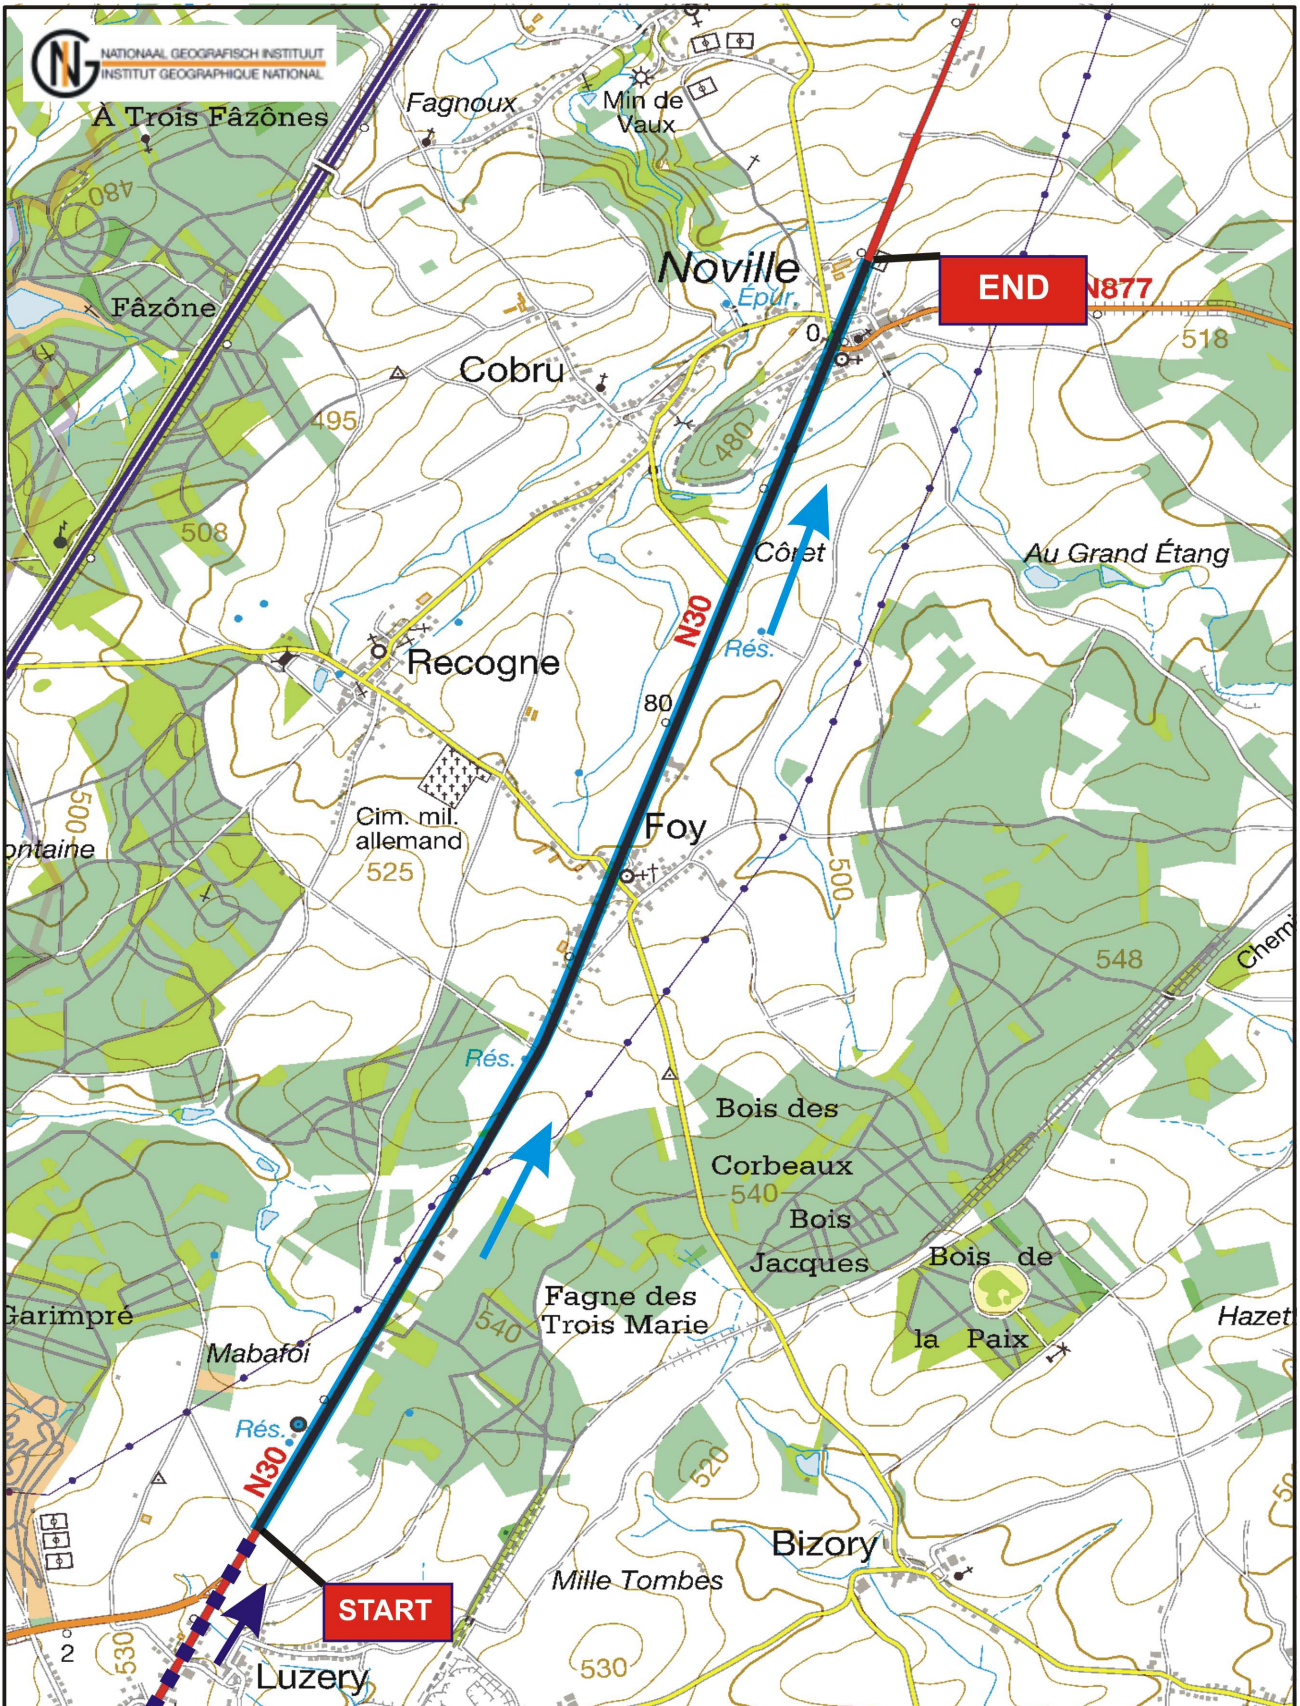 NATIONAAL GEOGRAFISCH INSTITUUT
INSTITUT GEOGRAPHIQUE NATIONAL
À Trois Fâzônes
Fagnoux
Min de
Vaux
480
Noville
Épur.
END
N877
Fâzône
0
518
Cobru
495
480
508
Côret
Au Grand Étang
N30
Rés.
Recogne
80
500
Cim. mil.
allemand
Foy
ontaine
525
500
548
Chemi
Rés.
Bois des
Corbeaux
540
Bois
Jacques
Bois de
la Paix
Garimpré
Fagne des
Trois Marie
540
Hazet
Mabafoi
Rés.
N30
520
50
Bizory
Mille Tombes
START
2
530
Luzery
530